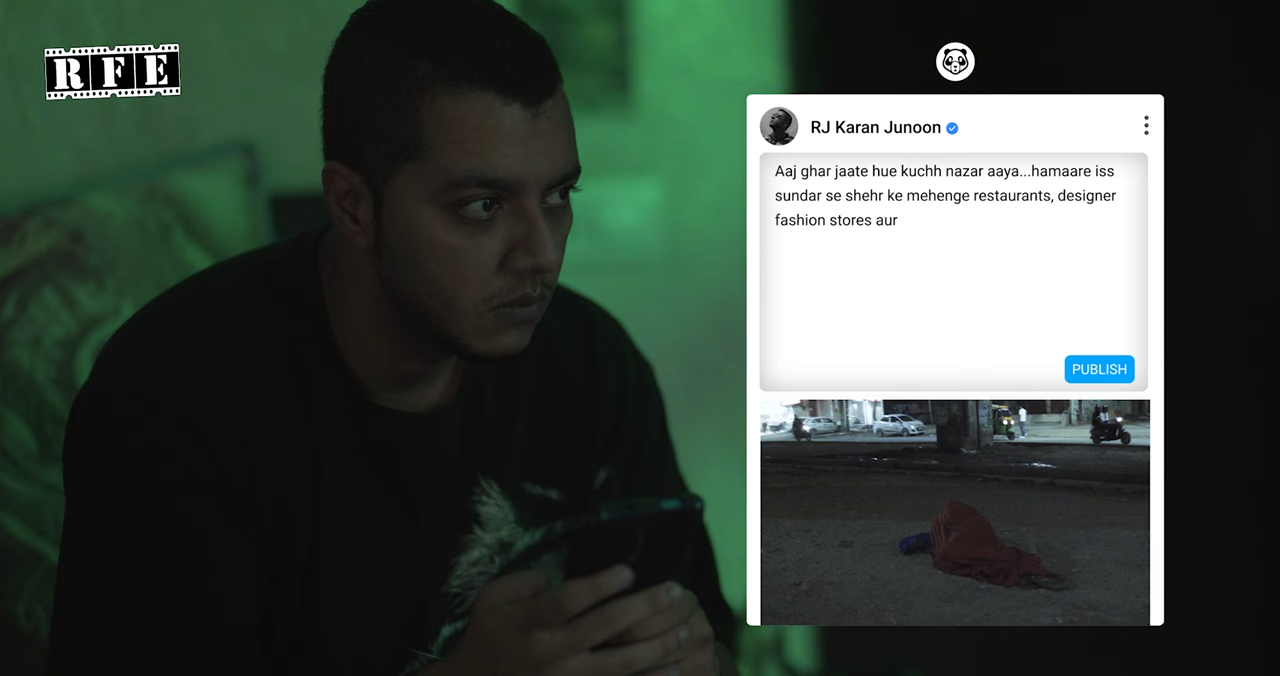 RFE
RJ Karan Junoon
Aaj ghar jaate hue kuchh nazar aaya...hamaare iss
sundar se shehr ke mehenge restaurants, designer
fashion stores aur
PUBLISH